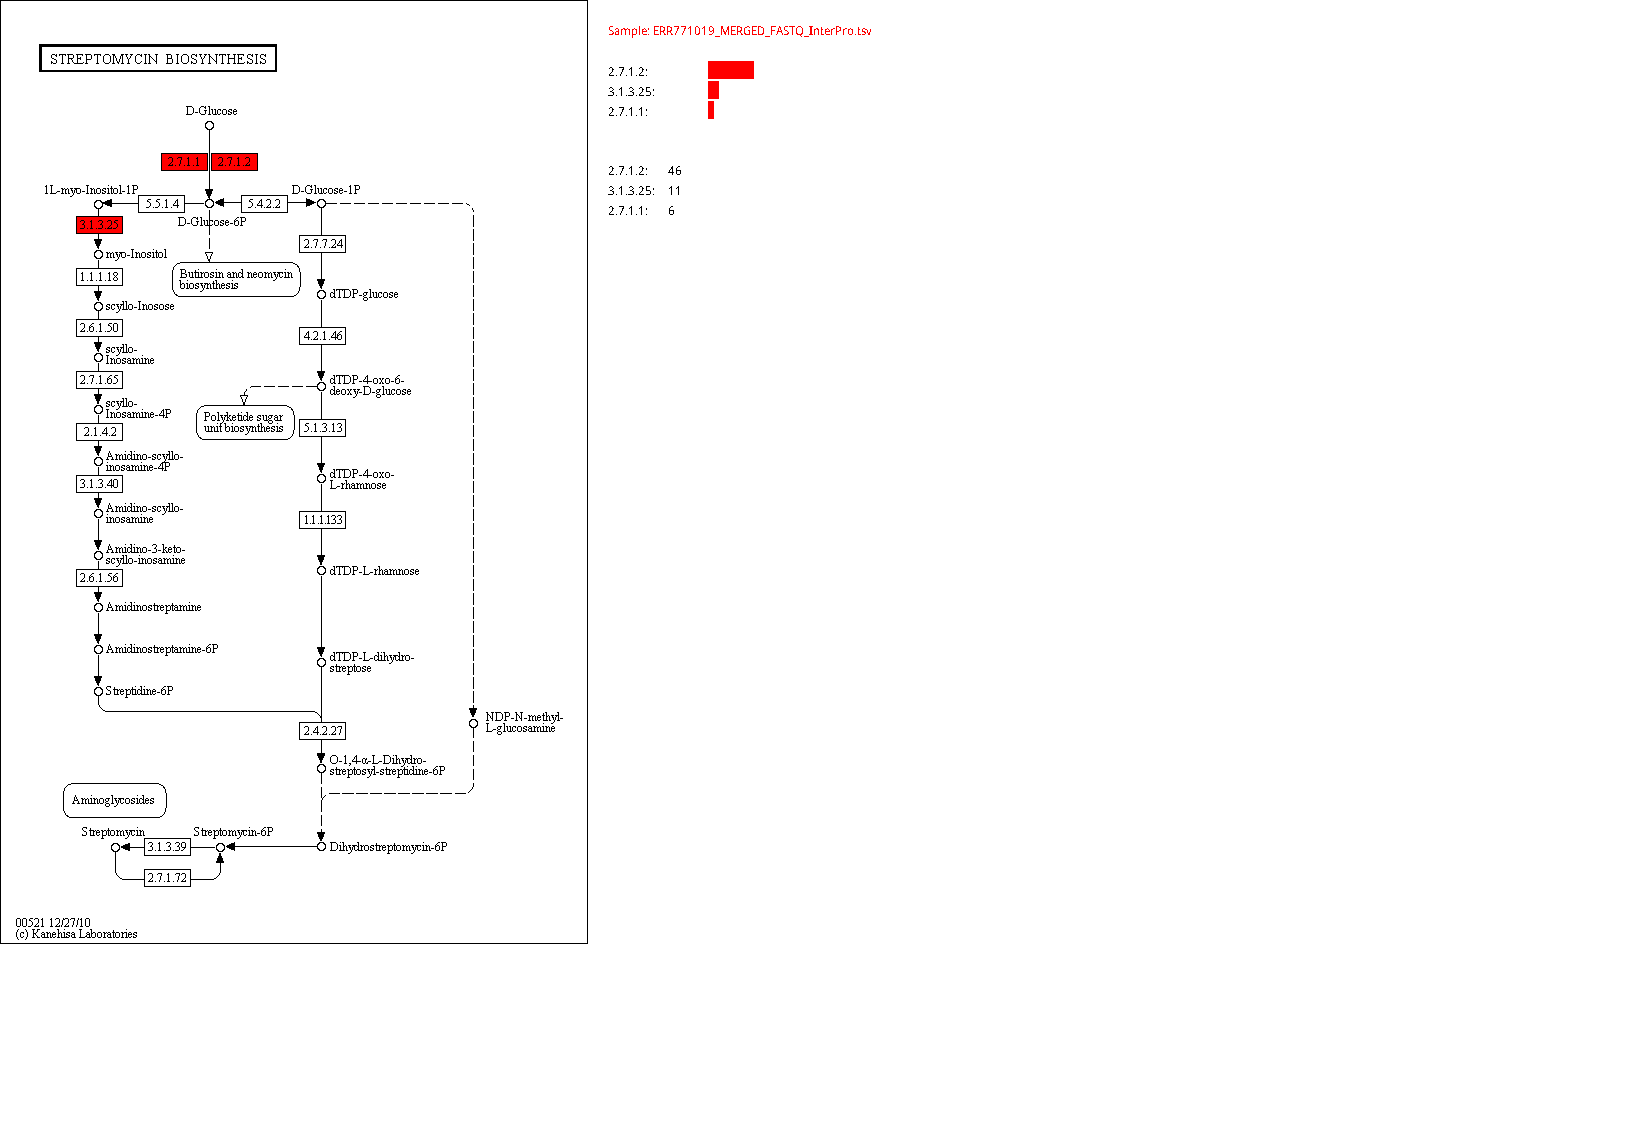 STREPTOMYCIN BIOSYNTHESIS
D-Glucose
2.7.1.1
2.7.1.2
1L-myo-Inositol-1P
5.5.1.4
5.4.2.2
D-Glucose-1P
D-Glucose-6P
3.1.3.25
2.7.7.24
myo-Inositol
Butirosin and neomycin
biosynthesis
1.1.1.18
dTDP-glucose
scyllo-Inosose
2.6.1.50
4.2.1.46
scyllo-
Inosamine
2.7.1.65
dTDP-4-oxo-6-
deoxy-D-glucose
scyllo-
Inosamine-4P
Polyketide sugar
unit biosynthesis
2.1.4.2
5.1.3.13
Amidino-scyllo-
inosamine-4P
dTDP-4-oxo-
L-rhamnose
3.1.3.40
Amidino-scyllo-
inosamine
1.1.1.133
Amidino-3-keto-
scyllo-inosamine
2.6.1.56
dTDP-L-rhamnose
Amidinostreptamine
Amidinostreptamine-6P
dTDP-L-dihydro-
streptose
Streptidine-6P
2.4.2.27
NDP-N-methyl-
L-glucosamine
O-1,4-α-L-Dihydro-
streptosyl-streptidine-6P
Aminoglycosides
Streptomycin
3.1.3.39
Streptomycin-6P
Dihydrostreptomycin-6P
2.7.1.72
00521 12/27/10
(c) Kanehisa Laboratories
Sample: ERR771019_MERGED_FASTQ_InterPro.tsv
2.7.1.2:
3.1.3.25:
2.7.1.1:
2.7.1.2: 46
3.1.3.25: 11
2.7.1.1: 6